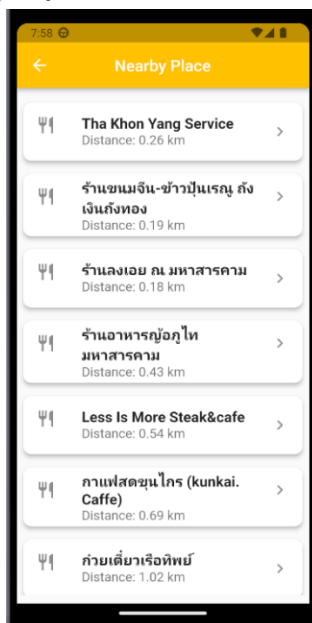 7:58
Nearby Place
Tha Khon Yang Service
Distance: 0.26 km
ร้านขนมจีน-ข้าวปุ้นเรณู ถัง
เงินถังทอง
Distance: 0.19 km
ร้านลงเอย ณ มหาสารคาม
Distance: 0.18 km
ร้านอาหารญ้อภูไท
มหาสารคาม
Distance: 0.43 km
Less Is More Steak&cafe
Distance: 0.54 km
กาแฟสดขุนไกร (kunkai.
Caffe)
Distance: 0.69 km
ก๋วยเตี๋ยวเรือทิพย์
Distance: 1.02 km